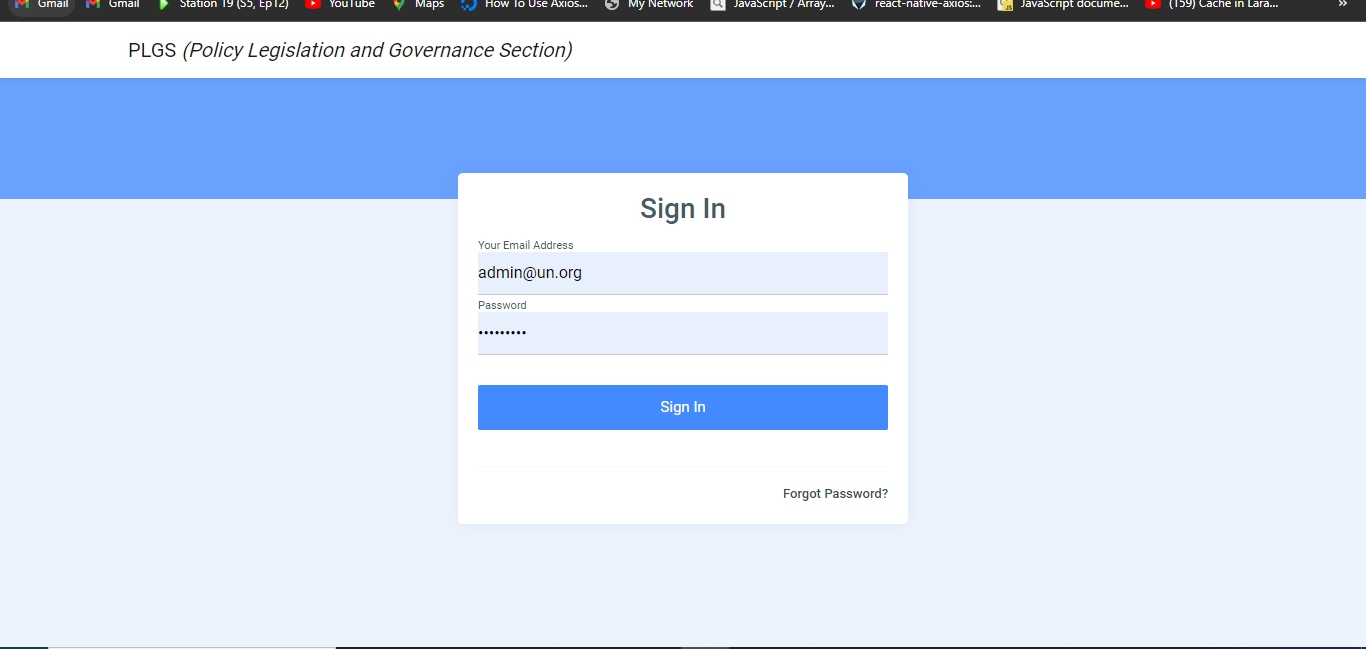 Gmail Gmail Station 19 (S5, Ep12) YouTube Maps How To Use Axios... My Network JavaScript / Array... react-native-axios:... JavaScript docume... (159) Cache in Lara... »
PLGS (Policy Legislation and Governance Section)
Sign In
Your Email Address
admin@un.org
Password
•••••••••
Sign In
Forgot Password?